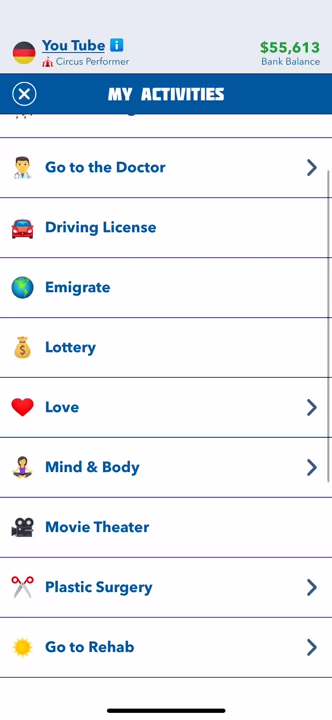 You Tube
$55,613
Circus Performer
Bank Balance
MY ACTIVITIES
Go to the Doctor
Driving License
Emigrate
Lottery
Love
Mind & Body
Movie Theater
Plastic Surgery
Go to Rehab